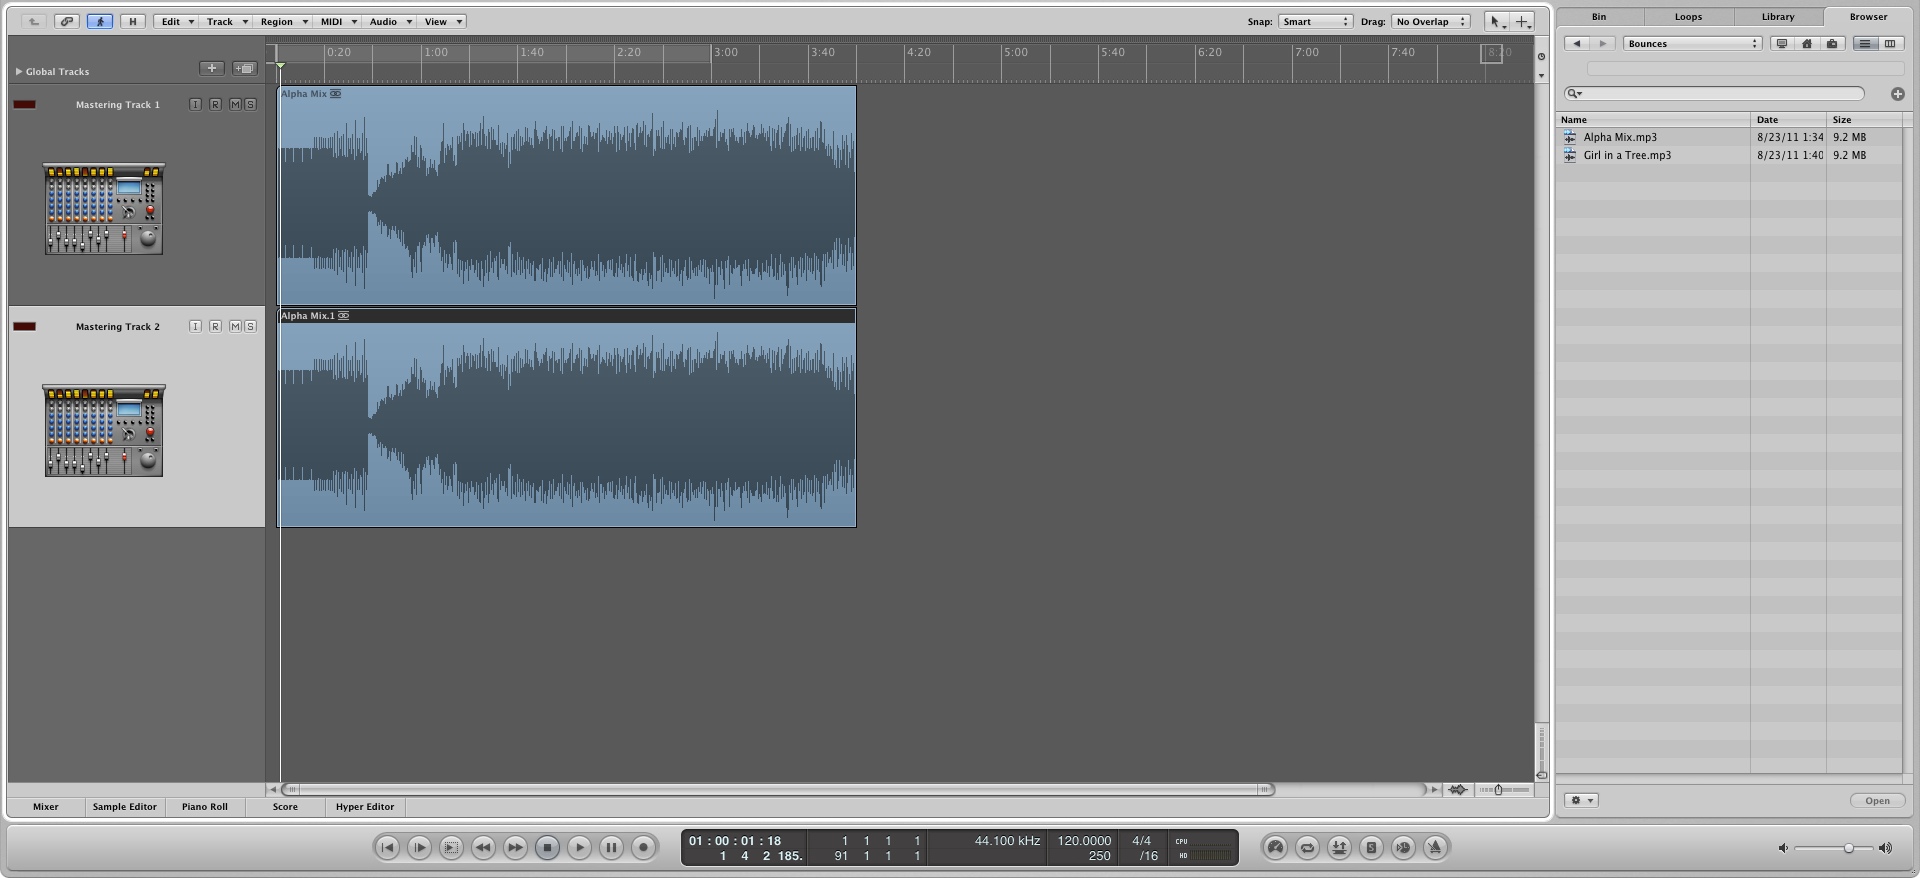 H Edit Track Region MIDI Audio View Snap: Smart Drag: No Overlap
Bin Loops Library Browser
Bounces
Global Tracks
0:20 1:00 1:40 2:20 3:00 3:40 4:20 5:00 5:40 6:20 7:00 7:40 8:20
Name Date Size
Alpha Mix.mp3 8/23/11 1:34 9.2 MB
Girl in a Tree.mp3 8/23/11 1:40 9.2 MB
Mastering Track 1 I R M S
Alpha Mix
Mastering Track 2 I R M S
Alpha Mix.1
Mixer Sample Editor Piano Roll Score Hyper Editor
Open
01 : 00 : 01 : 18 1 1 1 1 44.100 kHz 120.0000 4/4 CPU
1 4 2 185. 91 1 1 1 250 /16 HD
S